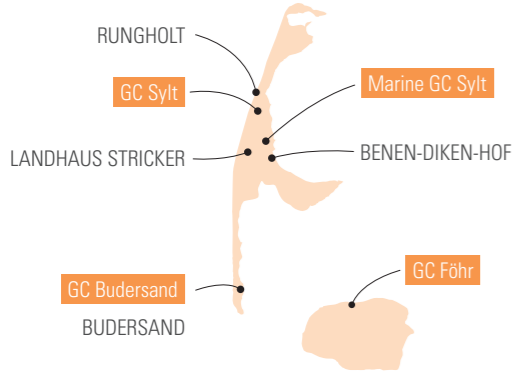 RUNGHOLT
GC Sylt
Marine GC Sylt
LANDHAUS STRICKER
BENEN-DIKEN-HOF
GC Budersand
GC Föhr
BUDERSAND